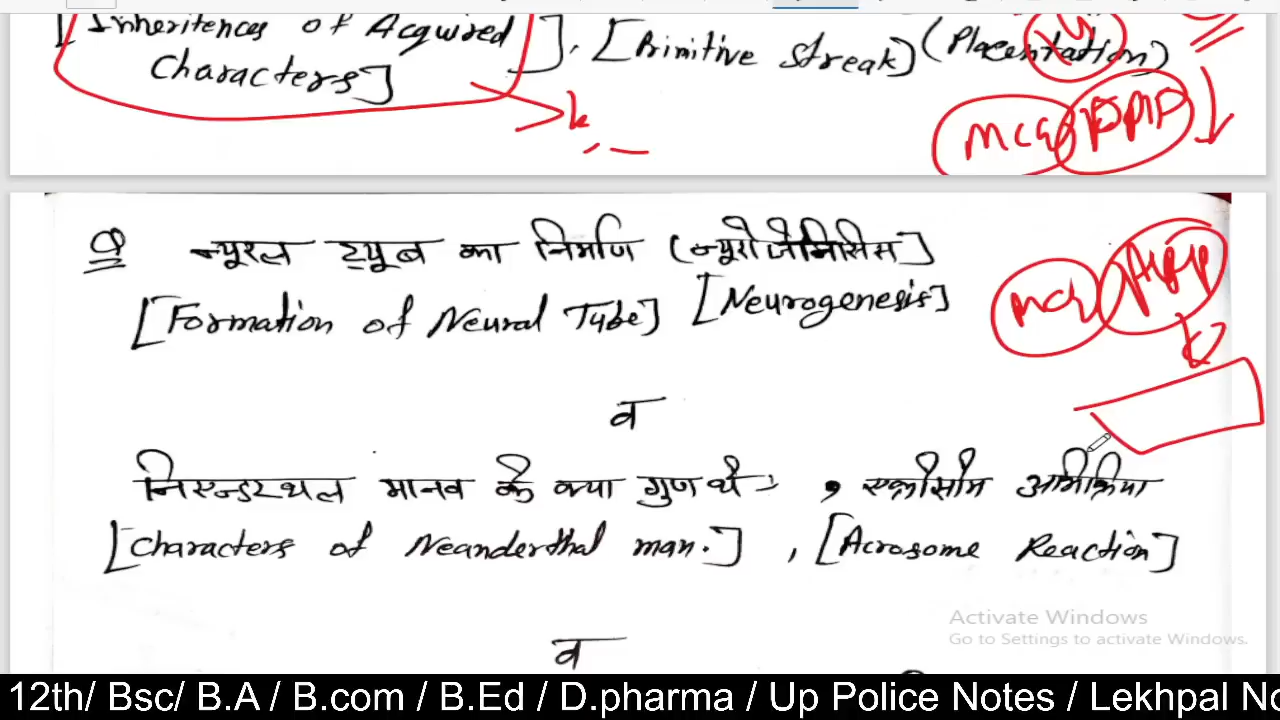 [Inheritences of Acquired Characters], [Primitive Streak] (Placentation)
MCQ
Q न्यूरल ट्यूब का निर्माण (न्यूरोजेनिसिस]
[Formation of Neural Tube] [Neurogenesis]
MCQ
व
निएन्डरथल मानव के क्या गुण थे :- , एक्रोसोम अभिक्रिया
[Characters of Neanderthal man.] , [Acrosome Reaction]
व
Activate Windows
Go to Settings to activate Windows.
12th/ Bsc/ B.A / B.com / B.Ed / D.pharma / Up Police Notes / Lekhpal No